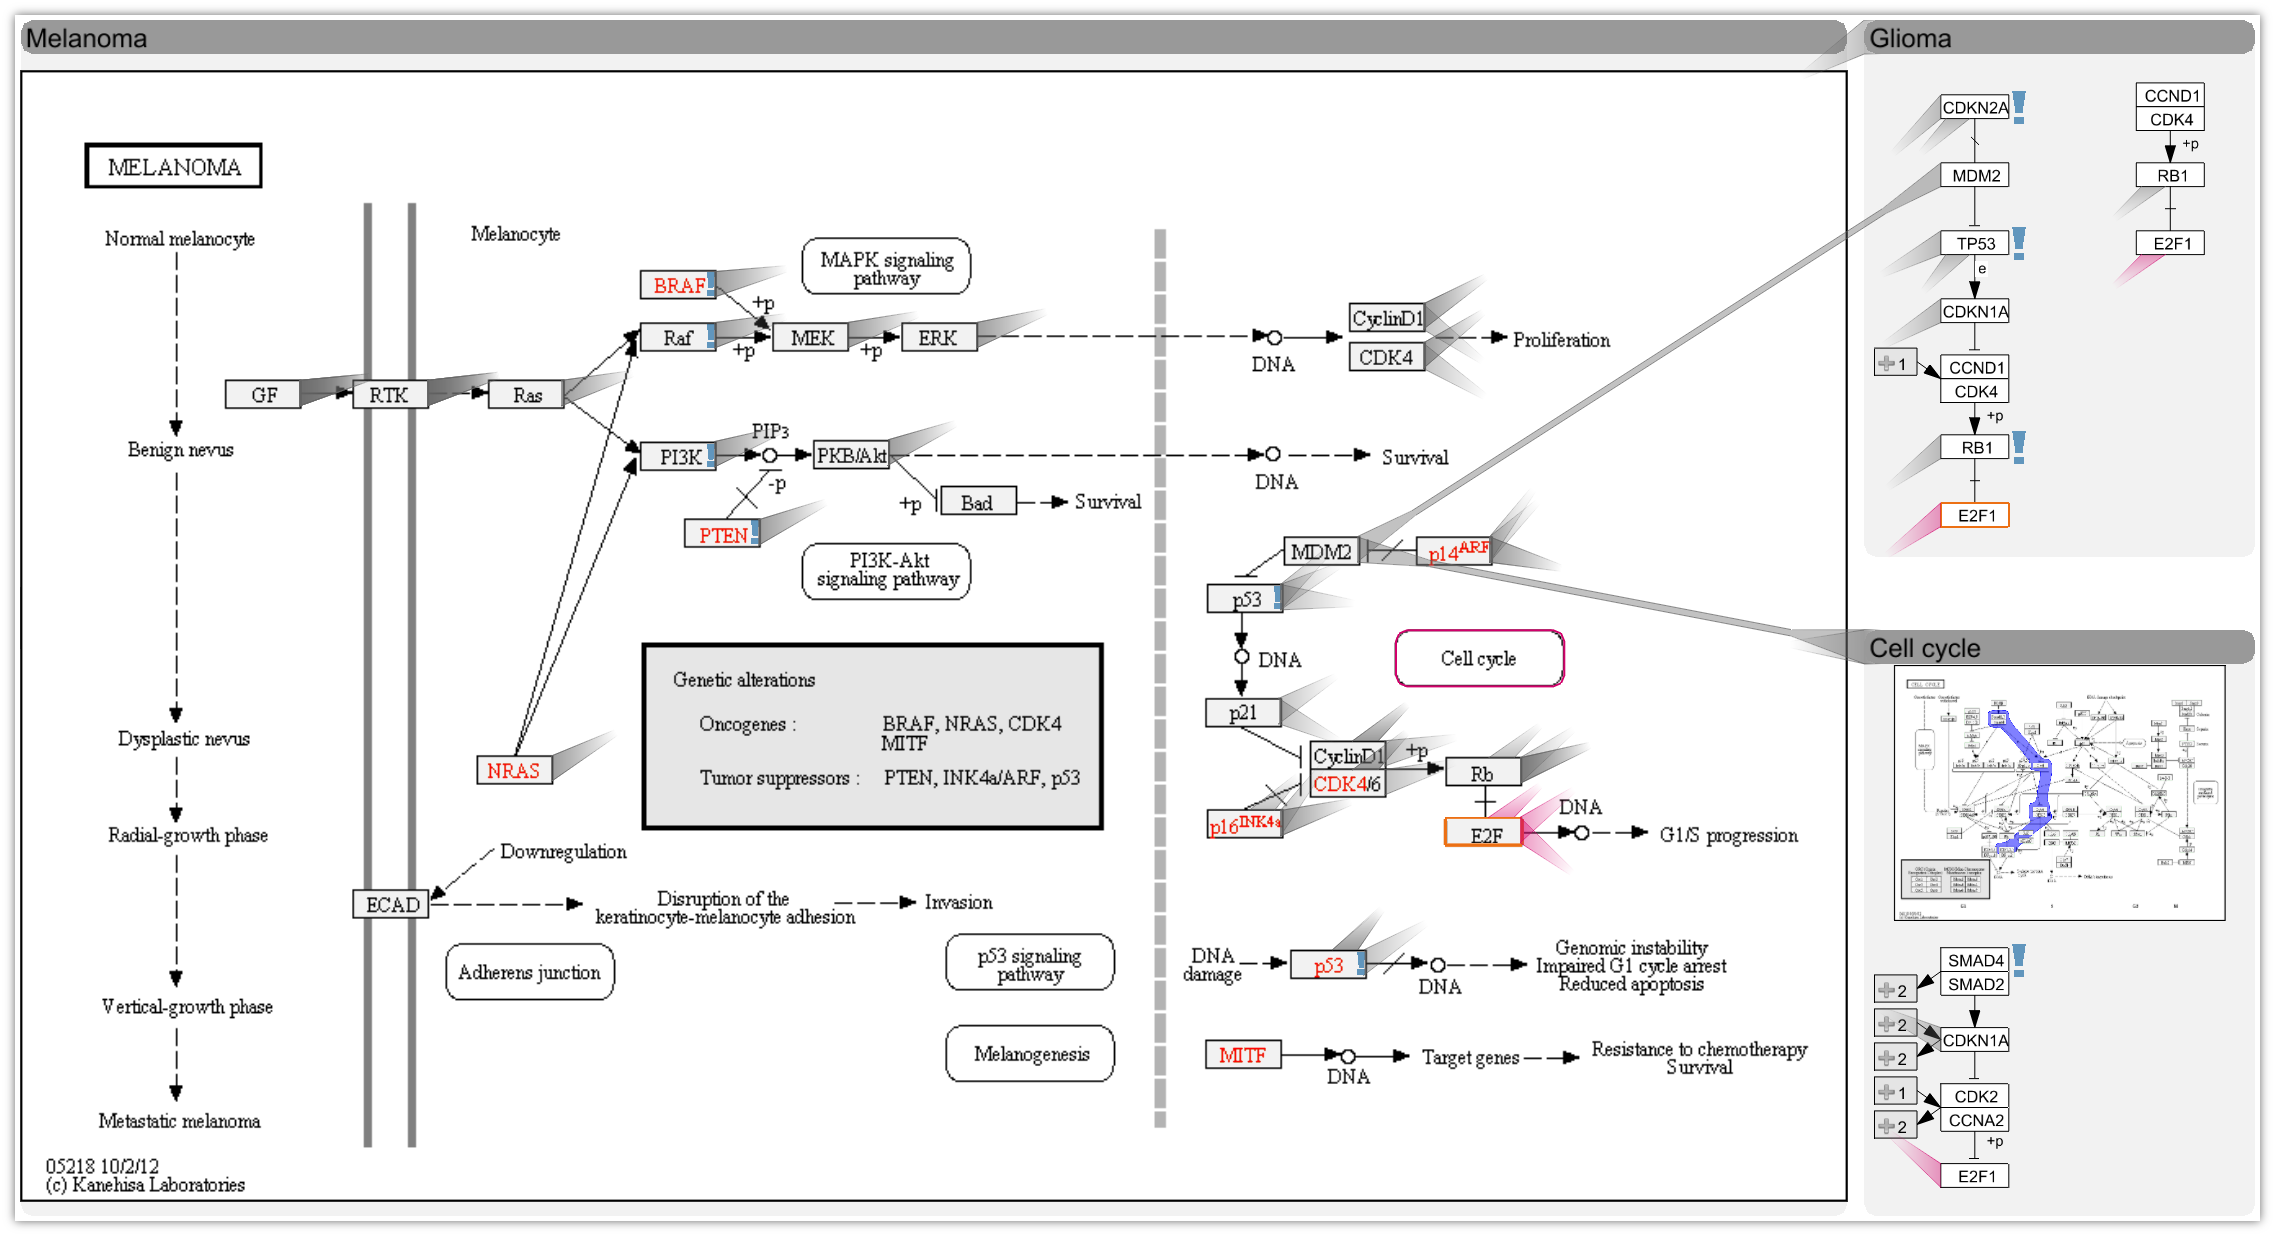 Melanoma
MELANOMA
Normal melanocyte
Benign nevus
Dysplastic nevus
Radial-growth phase
Vertical-growth phase
Metastatic melanoma
05218 10/2/12
(c) Kanehisa Laboratories
Melanocyte
MAPK signaling
pathway
BRAF
+p
Raf
+p
MEK
+p
ERK
DNA
CyclinD1
CDK4
Proliferation
GF
RTK
Ras
PI3K
PIP3
-p
PKB/Akt
DNA
Survival
+p
Bad
Survival
PTEN
PI3K-Akt
signaling pathway
MDM2
p14ARF
p53
DNA
Cell cycle
p21
CyclinD1
CDK4/6
+p
Rb
p16INK4a
E2F
DNA
G1/S progression
Genetic alterations
Oncogenes : BRAF, NRAS, CDK4
MITF
Tumor suppressors : PTEN, INK4a/ARF, p53
NRAS
Downregulation
ECAD
Disruption of the
keratinocyte-melanocyte adhesion
Invasion
Adherens junction
p53 signaling
pathway
Melanogenesis
DNA
damage
p53
DNA
Genomic instability
Impaired G1 cycle arrest
Reduced apoptosis
MITF
DNA
Target genes
Resistance to chemotherapy
Survival
Glioma
CDKN2A
MDM2
TP53
e
CDKN1A
1
CCND1
CDK4
+p
RB1
E2F1
CCND1
CDK4
+p
RB1
E2F1
Cell cycle
SMAD4
SMAD2
2
2
CDKN1A
2
1
CDK2
CCNA2
2
+p
E2F1